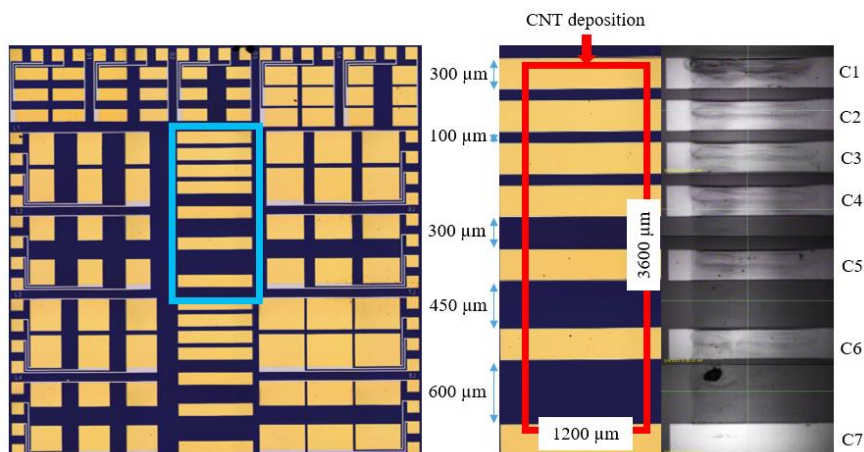 CNT deposition
300 µm
C1
C2
100 µm
C3
C4
300 µm
3600 µm
C5
450 µm
C6
600 µm
1200 µm
C7